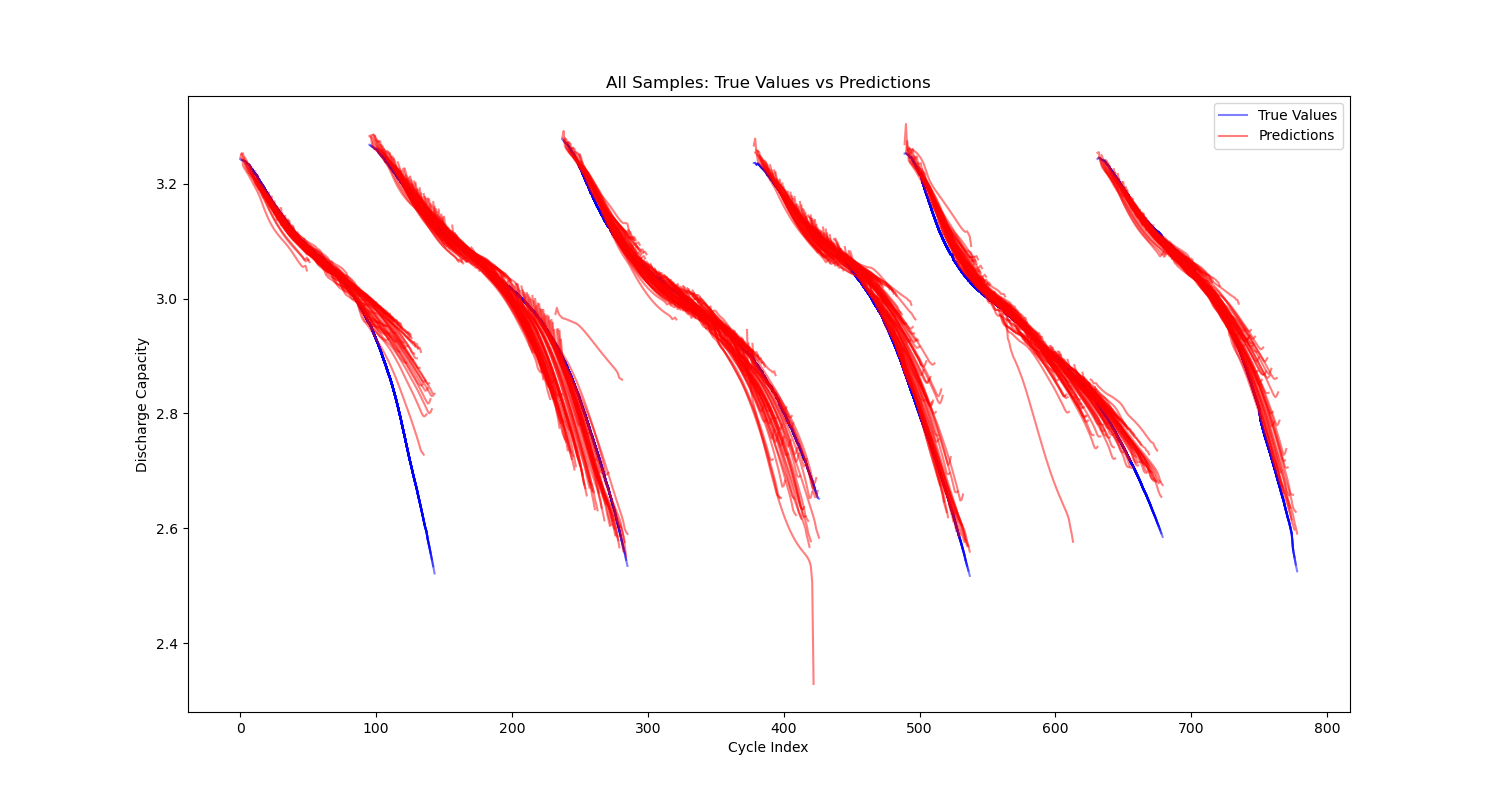 All Samples: True Values vs Predictions
True Values
Predictions
3.2
3.0
2.8
2.6
2.4
Discharge Capacity
0 100 200 300 400 500 600 700 800
Cycle Index